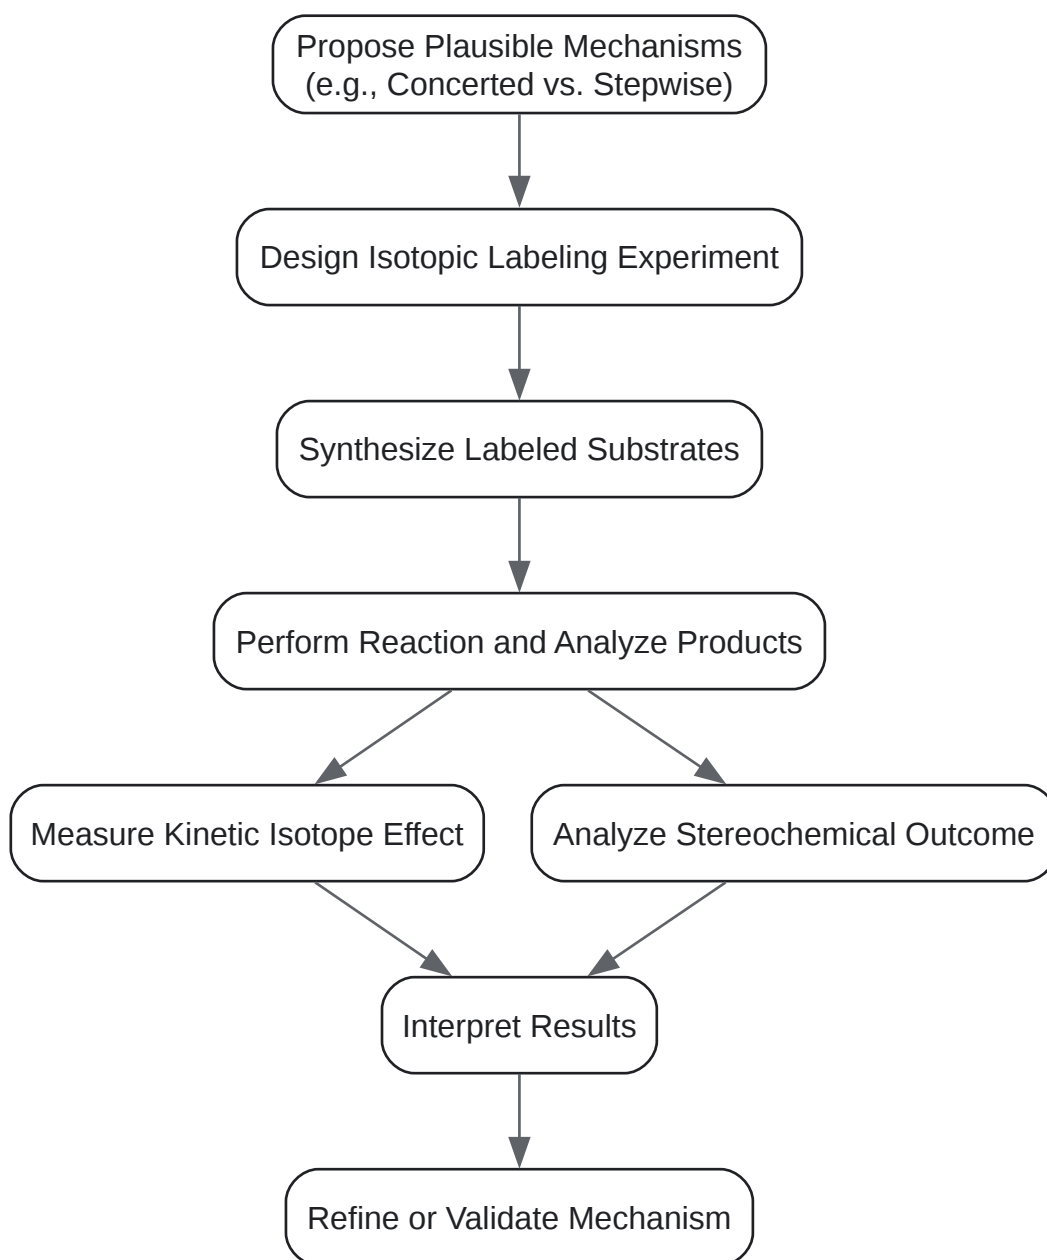 Propose Plausible Mechanisms
(e.g., Concerted vs. Stepwise)
Design Isotopic Labeling Experiment
Synthesize Labeled Substrates
Perform Reaction and Analyze Products
Measure Kinetic Isotope Effect
Analyze Stereochemical Outcome
Interpret Results
Refine or Validate Mechanism